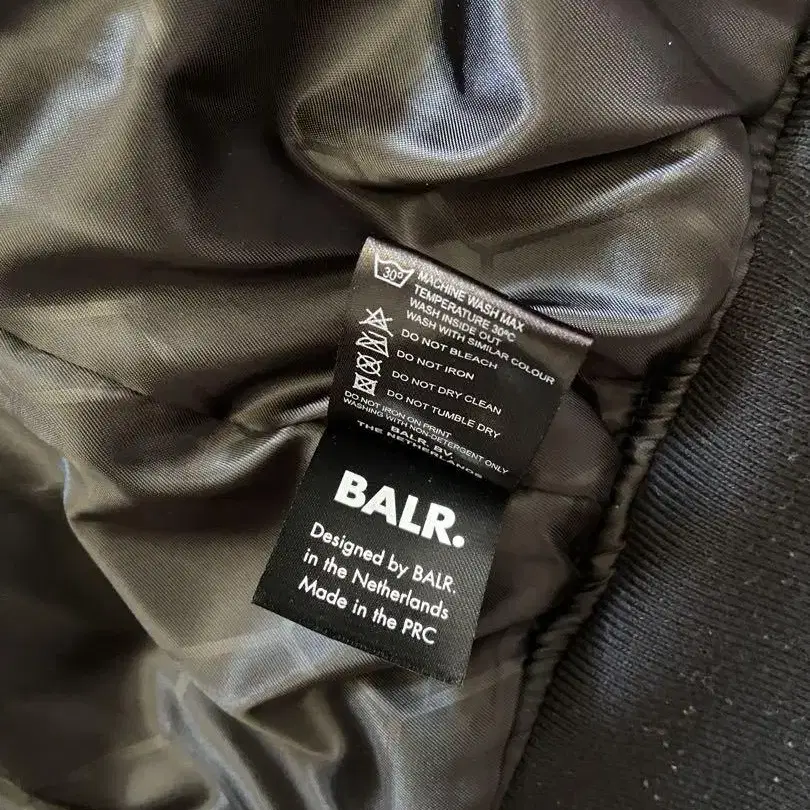 30°
MACHINE WASH MAX
TEMPERATURE 30ºC
WASH INSIDE OUT
WASH WITH SIMILAR COLOUR
DO NOT BLEACH
DO NOT IRON
DO NOT DRY CLEAN
DO NOT TUMBLE DRY
DO NOT IRON ON PRINT
WASHING WITH NON-DETERGENT ONLY
BALR. BV.
THE NETHERLANDS
BALR.
Designed by BALR.
in the Netherlands
Made in the PRC